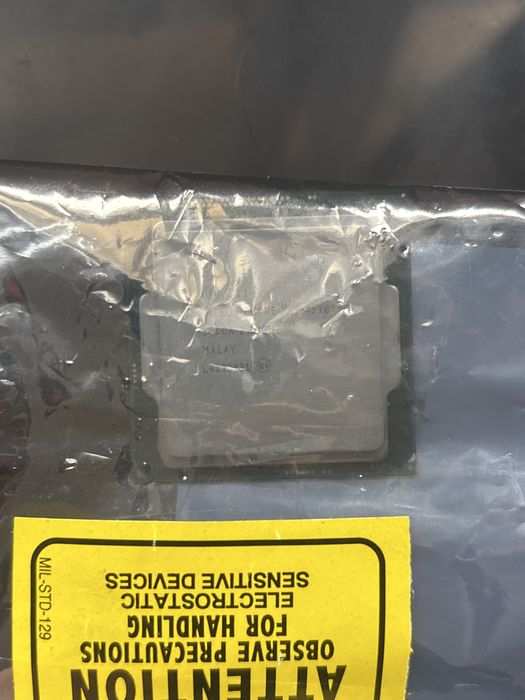 MALAY
ATTENTION
OBSERVE PRECAUTIONS
FOR HANDLING
ELECTROSTATIC
SENSITIVE DEVICES
MIL-STD-129